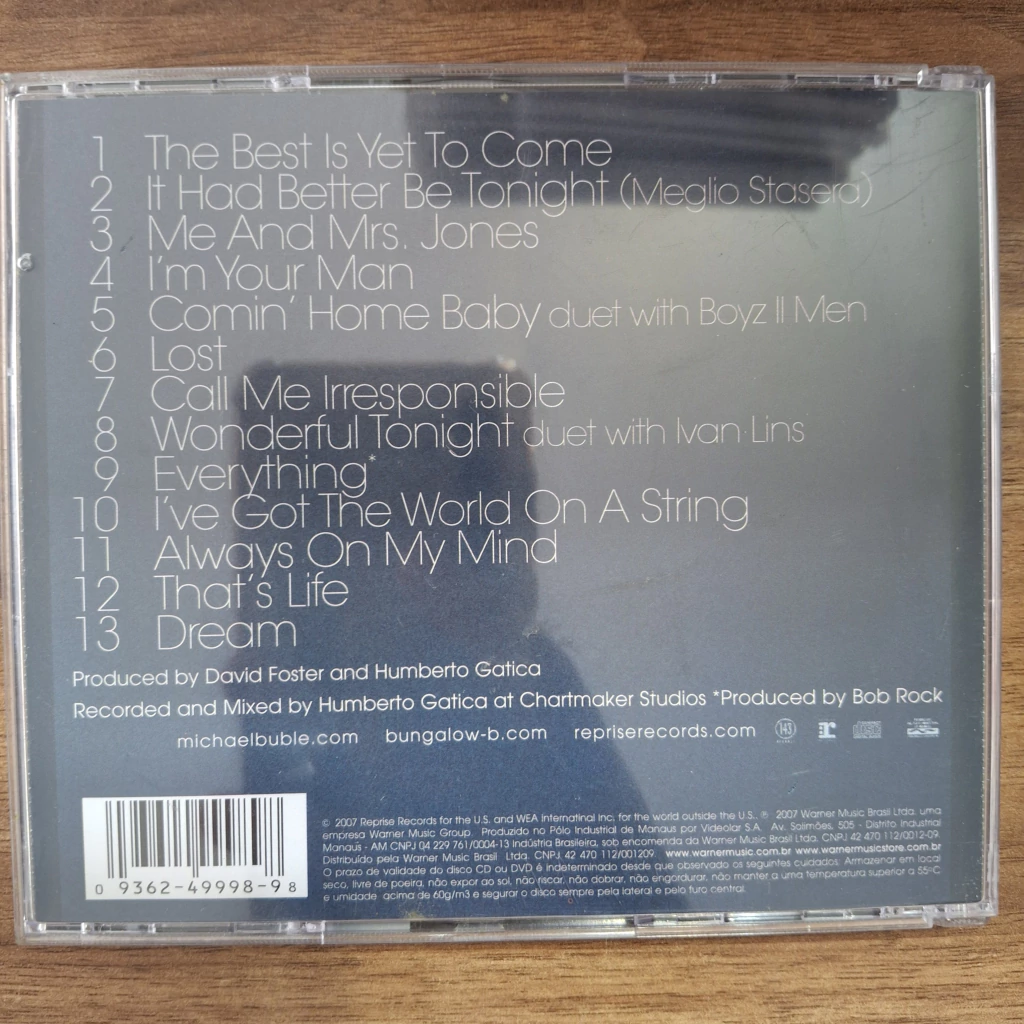 1 The Best Is Yet To Come
2 It Had Better Be Tonight (Meglio Stasera)
3 Me And Mrs. Jones
4 I'm Your Man
5 Comin' Home Baby duet with Boyz II Men
6 Lost
7 Call Me Irresponsible
8 Wonderful Tonight duet with Ivan Lins
9 Everything*
10 I've Got The World On A String
11 Always On My Mind
12 That's Life
13 Dream
Produced by David Foster and Humberto Gatica
Recorded and Mixed by Humberto Gatica at Chartmaker Studios *Produced by Bob Rock
michaelbuble.com bungalow-b.com repriserecords.com 143
0 9362-49998-9 8
℗ 2007 Reprise Records for the U.S. and WEA Internatinal Inc. for the world outside the U.S. ℗ 2007 Warner Music Brasil Ltda. uma
empresa Warner Music Group. Produzido no Pólo Industrial de Manaus por Videolar S.A. Av. Solimões, 505 - Distrito Industrial
Manaus - AM CNPJ 04 229 761/0004-13 Indústria Brasileira, sob encomenda da Warner Music Brasil Ltda. CNPJ 42 470 112/0012-09.
Distribuído pela Warner Music Brasil Ltda. CNPJ 42 470 112/001209. www.warnermusic.com.br www.warnermusicstore.com.br
O prazo de validade do disco CD ou DVD é indeterminado desde que observado os seguintes cuidados: Armazenar em local
seco, livre de poeira, não expor ao sol, não riscar, não dobrar, não engordurar, não manter a uma temperatura superior a 55ºC
e umidade acima de 60g/m3 e segurar o disco sempre pela lateral e pelo furo central.